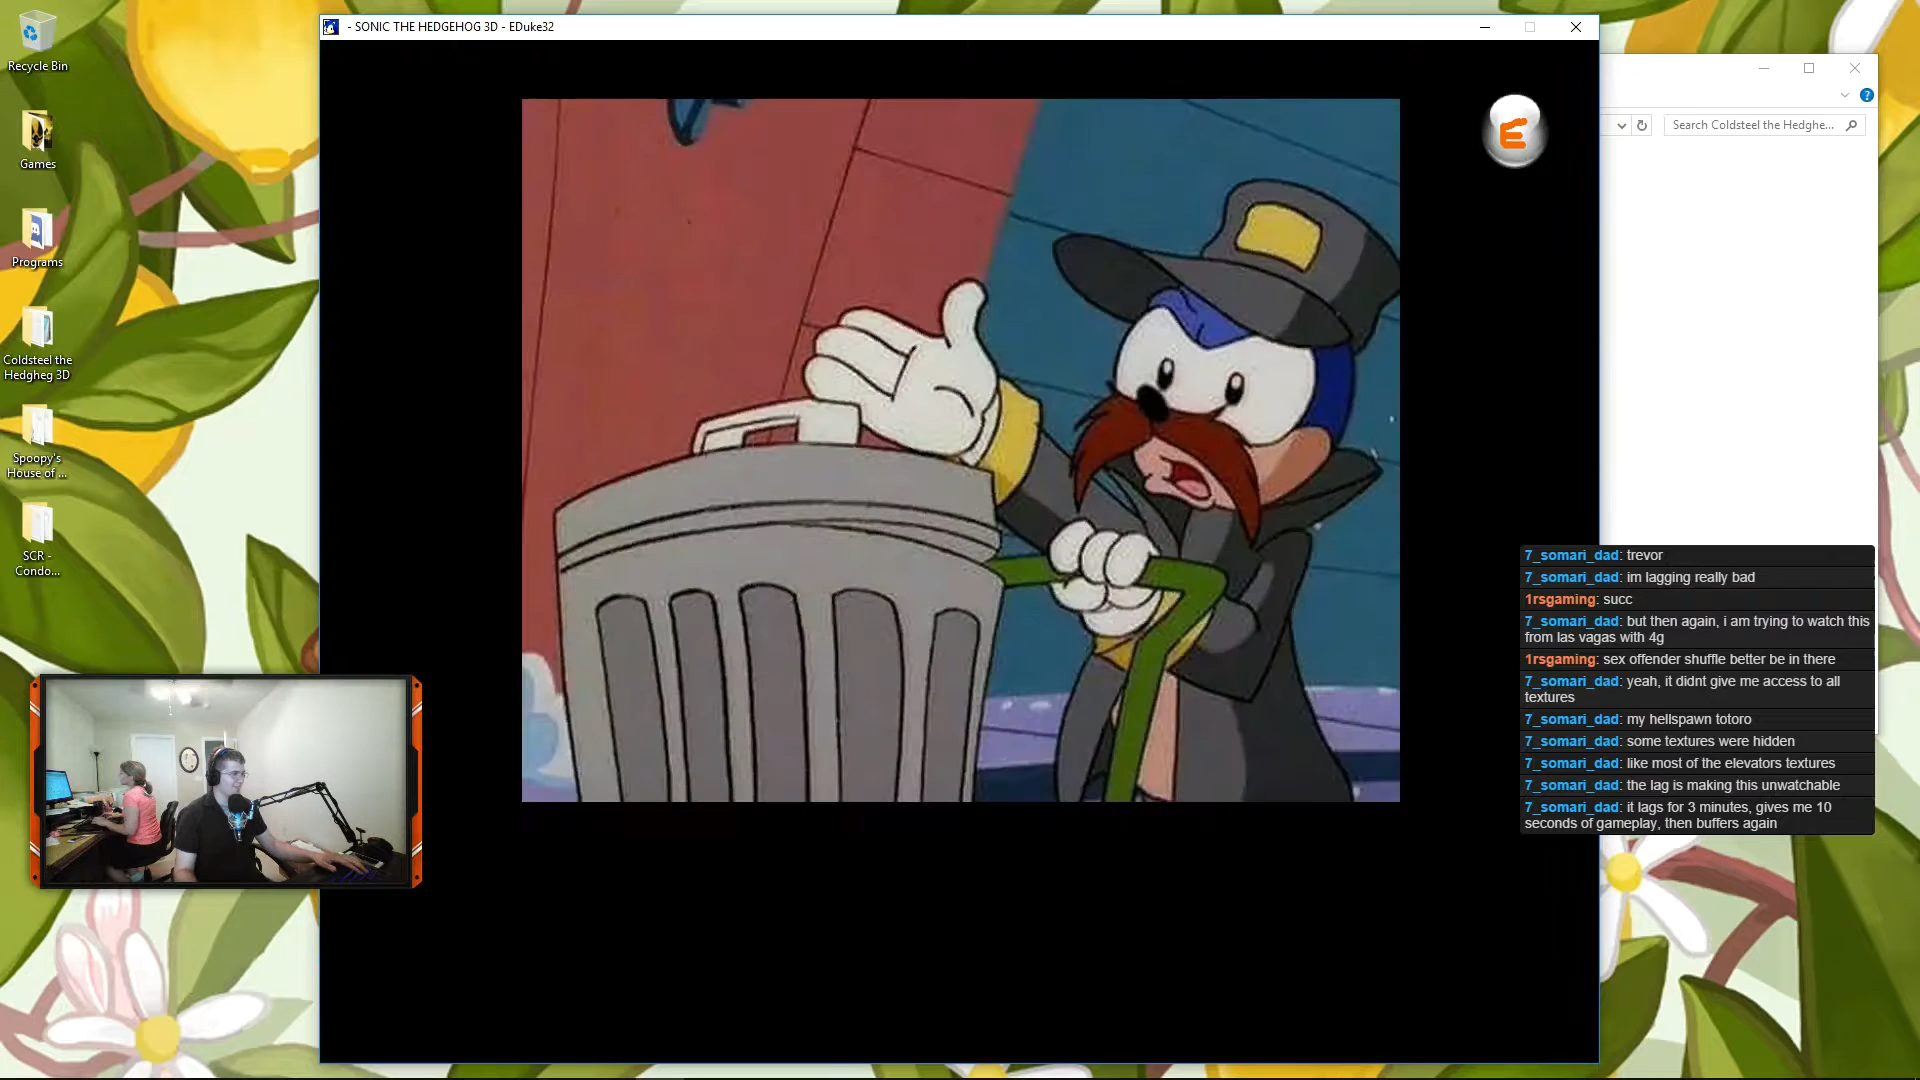 - SONIC THE HEDGEHOG 3D - EDuke32
Recycle Bin
Games
Programs
Coldsteel the
Hedgheg 3D
Spoopy's
House of ...
SCR -
Condo...
Search Coldsteel the Hedghe...
?
E
7_somari_dad: trevor
7_somari_dad: im lagging really bad
1rsgaming: succ
7_somari_dad: but then again, i am trying to watch this
from las vagas with 4g
1rsgaming: sex offender shuffle better be in there
7_somari_dad: yeah, it didnt give me access to all
textures
7_somari_dad: my hellspawn totoro
7_somari_dad: some textures were hidden
7_somari_dad: like most of the elevators textures
7_somari_dad: the lag is making this unwatchable
7_somari_dad: it lags for 3 minutes, gives me 10
seconds of gameplay, then buffers again